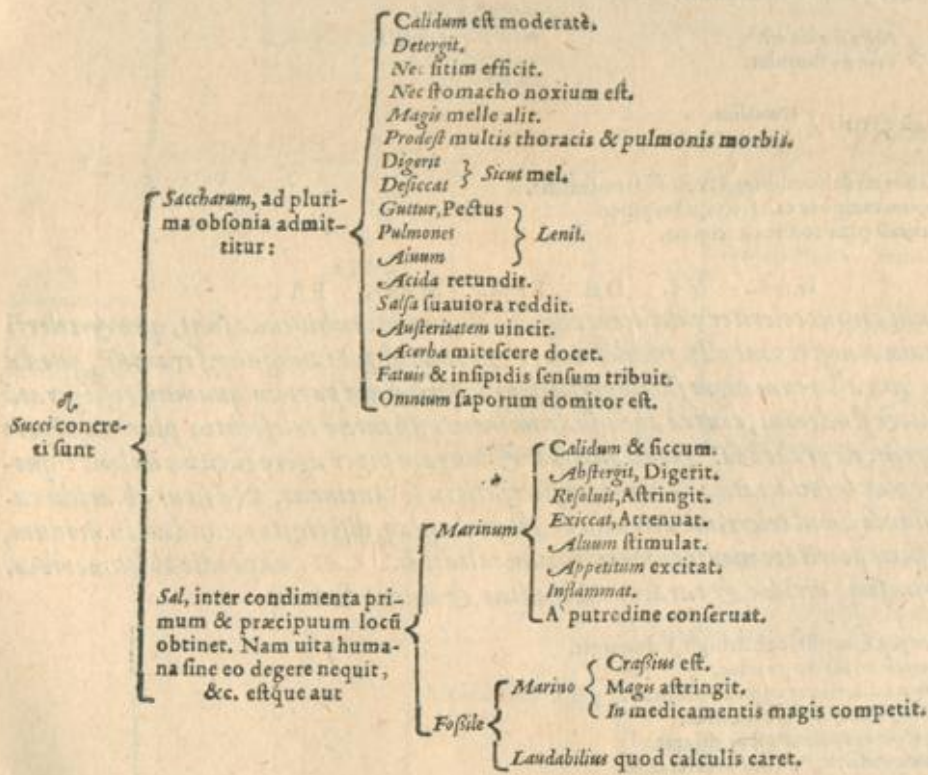 A
Succi concre-
ti sunt
Saccharum, ad pluri-
ma obsonia admit-
titur:
Calidum est moderatè.
Detergit.
Nec sitim efficit.
Nec stomacho noxium est.
Magis melle alit.
Prodest multis thoracis & pulmonis morbis.
Digerit
Desiccat
Sicut mel.
Guttur, Pectus
Pulmones
Aluum
Lenit.
Acida retundit.
Salsa suauiora reddit.
Austeritatem uincit.
Acerba mitescere docet.
Fatuis & insipidis sensum tribuit.
Omnium saporum domitor est.
Sal, inter condimenta pri-
mum & præcipuum locū
obtinet. Nam uita huma-
na sine eo degere nequit,
&c. estque aut
Marinum
Calidum & siccum.
Abstergit, Digerit.
Resoluit, Astringit.
Exiccat, Attenuat.
Aluum stimulat.
Appetitum excitat.
Inflammat.
A' putredine conseruat.
Foßile
Marino
Craßius est.
Magis astringit.
In medicamentis magis competit.
Laudabilius quod calculis caret.